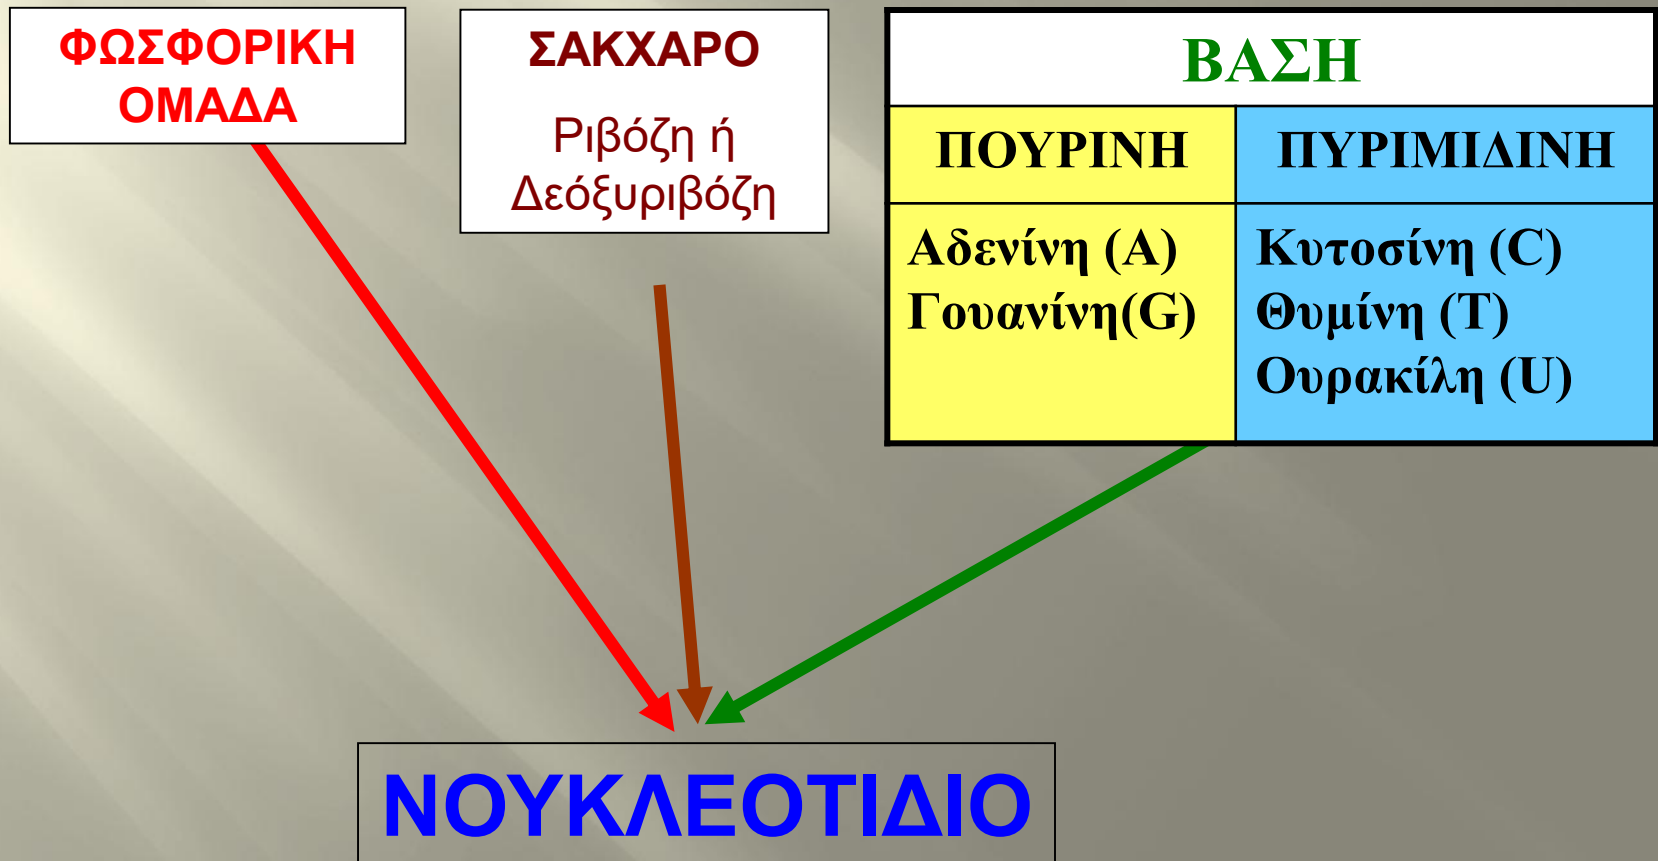 ΦΩΣΦΟΡΙΚΗ
ΟΜΑΔΑ
ΣΑΚΧΑΡΟ
Ριβόζη ή
Δεόξυριβόζη
ΒΑΣΗ
ΠΟΥΡΙΝΗ
ΠΥΡΙΜΙΔΙΝΗ
Αδενίνη (Α)
Γουανίνη(G)
Κυτοσίνη (C)
Θυμίνη (Τ)
Ουρακίλη (U)
ΝΟΥΚΛΕΟΤΙΔΙΟ